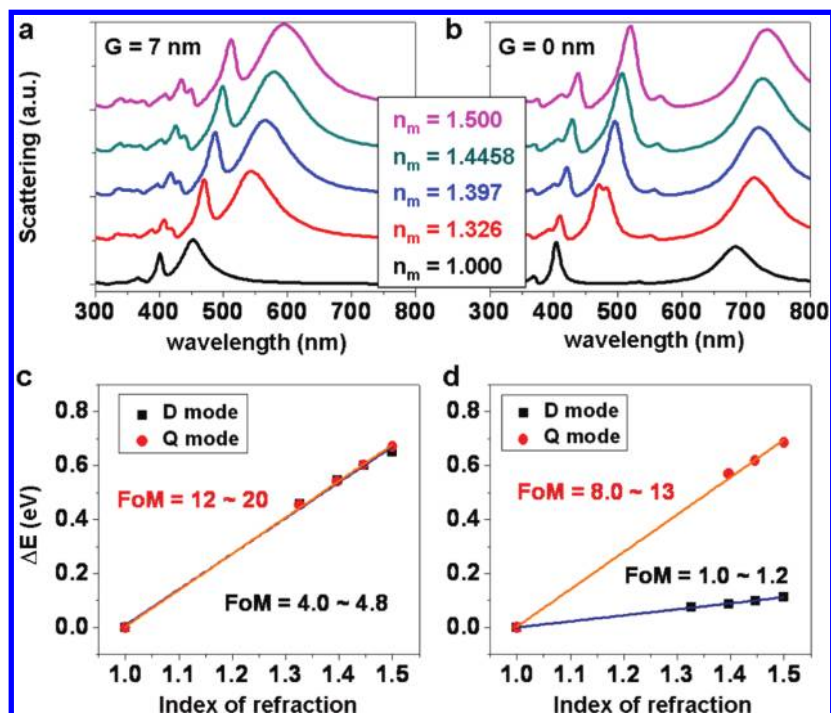 a
G = 7 nm
b
G = 0 nm
Scattering (a.u.)
n_m = 1.500
n_m = 1.4458
n_m = 1.397
n_m = 1.326
n_m = 1.000
300 400 500 600 700 800
wavelength (nm)
300 400 500 600 700 800
wavelength (nm)
c
D mode
Q mode
FoM = 12 ~ 20
FoM = 4.0 ~ 4.8
ΔE (eV)
0.8
0.6
0.4
0.2
0.0
1.0 1.1 1.2 1.3 1.4 1.5
Index of refraction
d
D mode
Q mode
FoM = 8.0 ~ 13
FoM = 1.0 ~ 1.2
0.8
0.6
0.4
0.2
0.0
1.0 1.1 1.2 1.3 1.4 1.5
Index of refraction